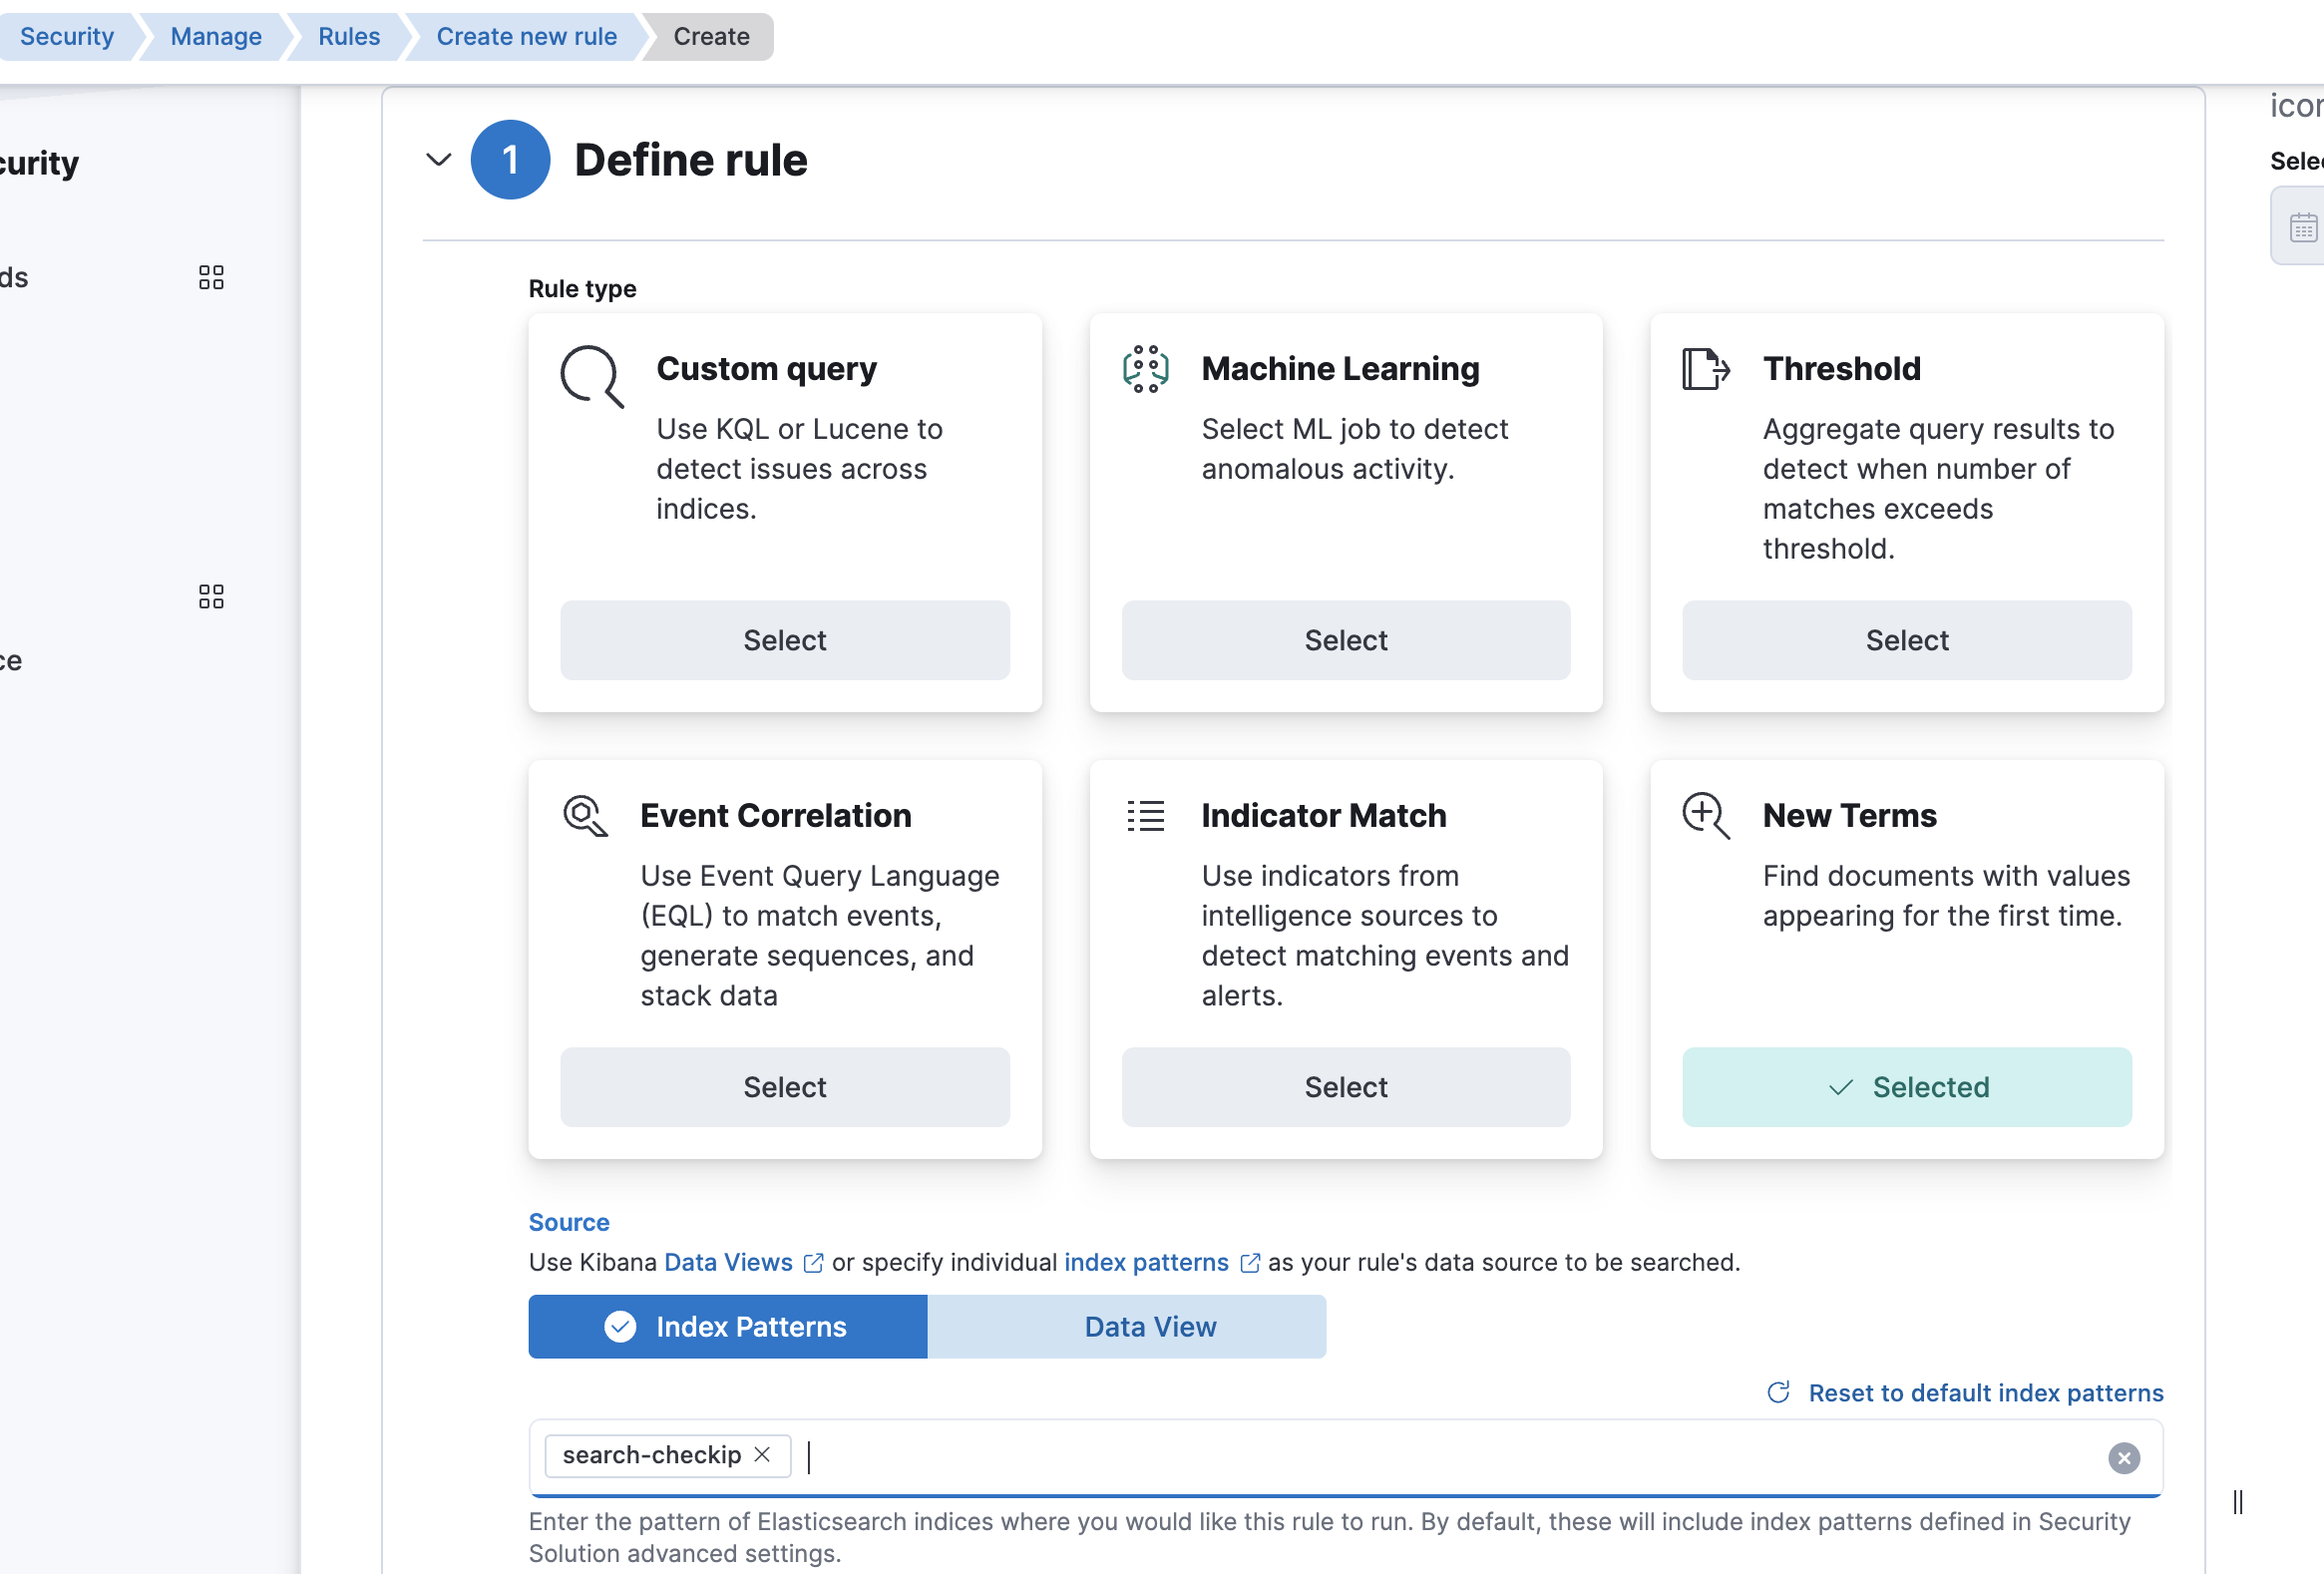 Security Manage Rules Create new rule Create
icon
Selec
curity
1 Define rule
ds
ce
Rule type
Custom query
Use KQL or Lucene to
detect issues across
indices.
Select
Machine Learning
Select ML job to detect
anomalous activity.
Select
Threshold
Aggregate query results to
detect when number of
matches exceeds
threshold.
Select
Event Correlation
Use Event Query Language
(EQL) to match events,
generate sequences, and
stack data
Select
Indicator Match
Use indicators from
intelligence sources to
detect matching events and
alerts.
Select
New Terms
Find documents with values
appearing for the first time.
Selected
Source
Use Kibana Data Views or specify individual index patterns as your rule's data source to be searched.
Index Patterns Data View
Reset to default index patterns
search-checkip
Enter the pattern of Elasticsearch indices where you would like this rule to run. By default, these will include index patterns defined in Security
Solution advanced settings.